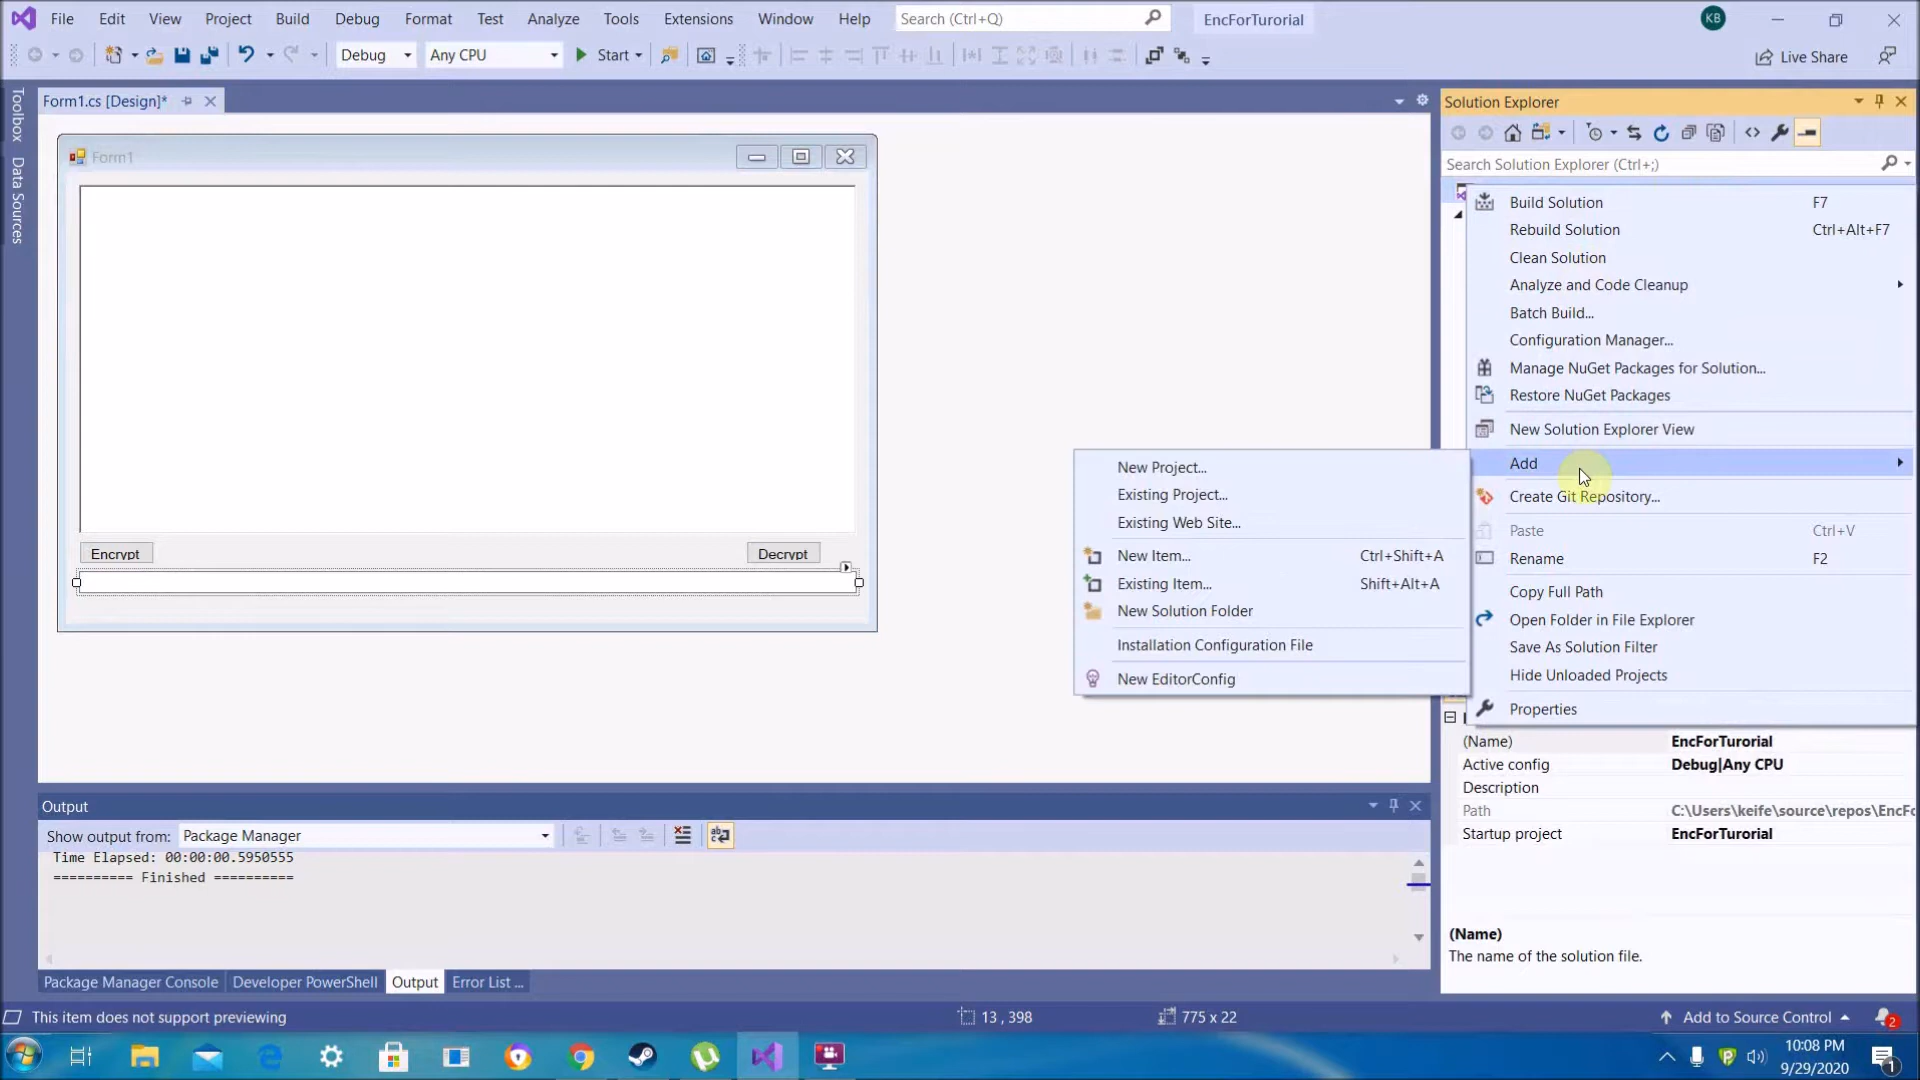 File Edit View Project Build Debug Format Test Analyze Tools Extensions Window Help Search (Ctrl+Q) EncForTurorial KB
Debug Any CPU Start Live Share
Toolbox
Data Sources
Form1.cs [Design]*
Form1
Encrypt Decrypt
Solution Explorer
Search Solution Explorer (Ctrl+;)
Build Solution F7
Rebuild Solution Ctrl+Alt+F7
Clean Solution
Analyze and Code Cleanup
Batch Build...
Configuration Manager...
Manage NuGet Packages for Solution...
Restore NuGet Packages
New Solution Explorer View
Add
Create Git Repository...
Paste Ctrl+V
Rename F2
Copy Full Path
Open Folder in File Explorer
Save As Solution Filter
Hide Unloaded Projects
Properties
New Project...
Existing Project...
Existing Web Site...
New Item... Ctrl+Shift+A
Existing Item... Shift+Alt+A
New Solution Folder
Installation Configuration File
New EditorConfig
(Name) EncForTurorial
Active config Debug|Any CPU
Description
Path C:\Users\keife\source\repos\EncFo
Startup project EncForTurorial
(Name)
The name of the solution file.
Output
Show output from: Package Manager
Time Elapsed: 00:00:00.5950555
========== Finished ==========
Package Manager Console Developer PowerShell Output Error List ...
This item does not support previewing 13 , 398 775 x 22 Add to Source Control 2
10:08 PM
9/29/2020 1